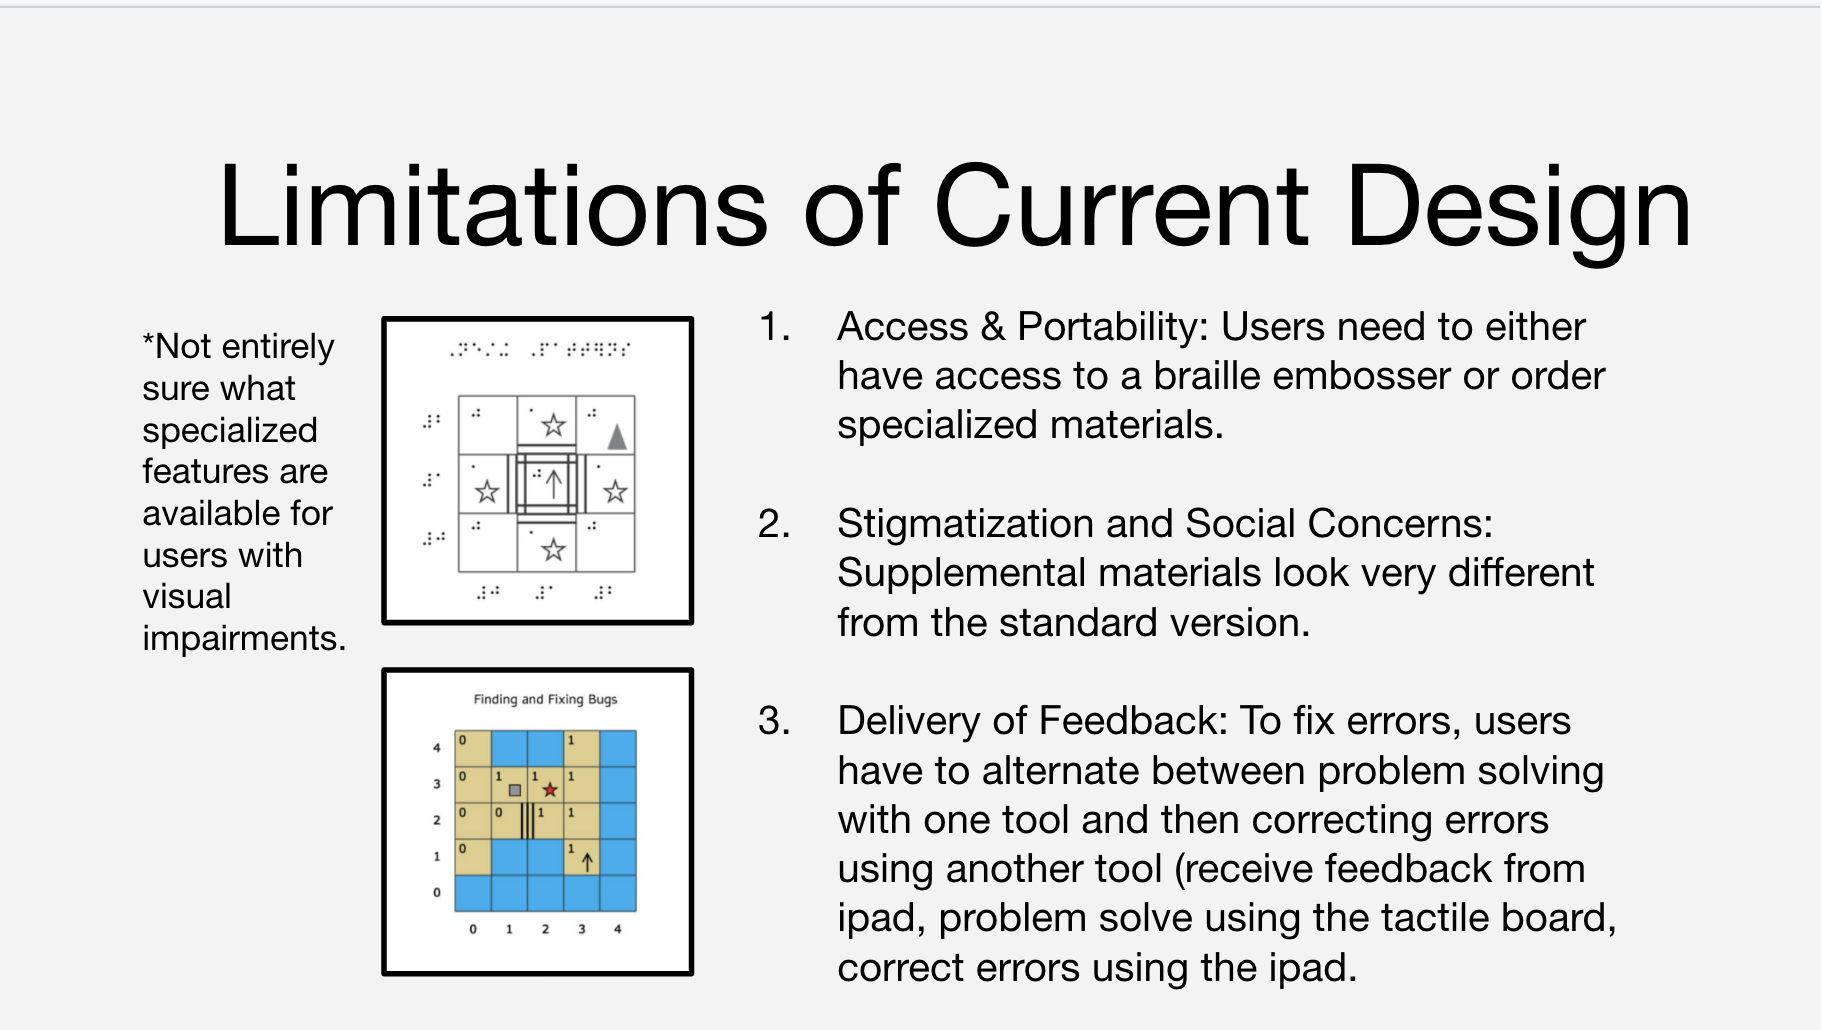 Limitations of Current Design
*Not entirely
sure what
specialized
features are
available for
users with
visual
impairments.
Finding and Fixing Bugs
4 0 1
3 0 1 1 1
2 0 0 1 1
1 0 1
0
0 1 2 3 4
1. Access & Portability: Users need to either
have access to a braille embosser or order
specialized materials.
2. Stigmatization and Social Concerns:
Supplemental materials look very different
from the standard version.
3. Delivery of Feedback: To fix errors, users
have to alternate between problem solving
with one tool and then correcting errors
using another tool (receive feedback from
ipad, problem solve using the tactile board,
correct errors using the ipad.